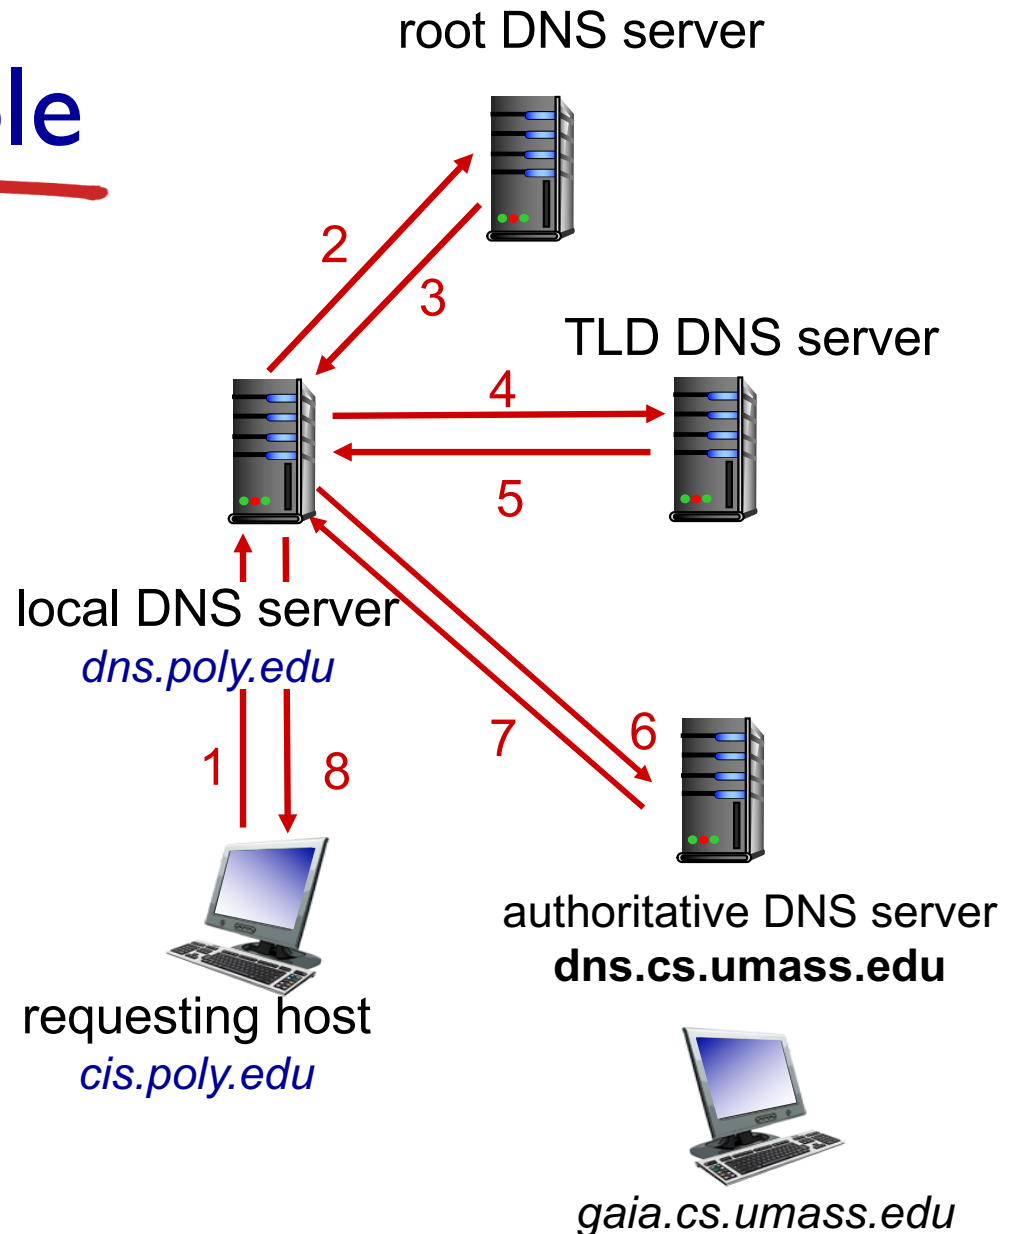 root DNS server
le
2
3
TLD DNS server
4
5
local DNS server
dns.poly.edu
1
8
7
6
authoritative DNS server
dns.cs.umass.edu
requesting host
cis.poly.edu
gaia.cs.umass.edu